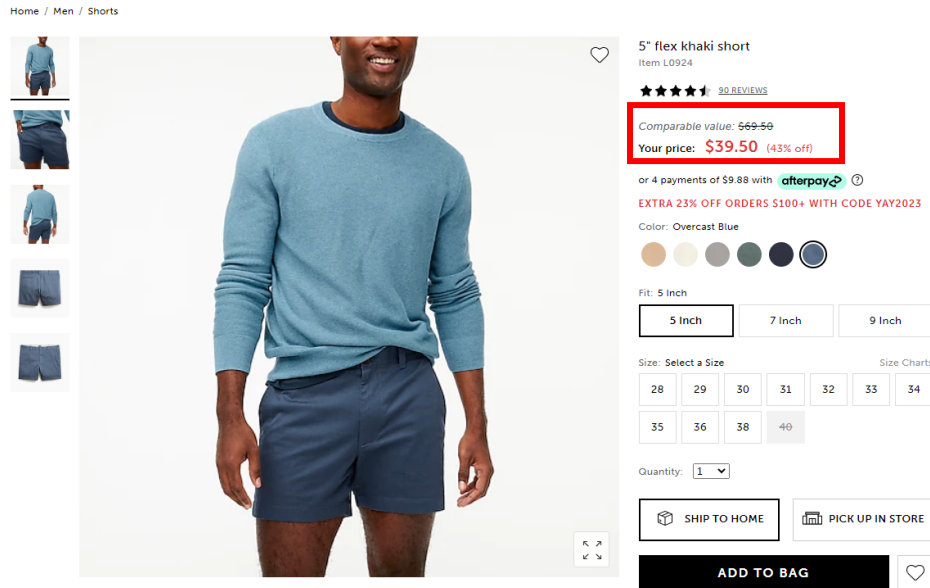 Home / Men / Shorts
5" flex khaki short
Item L0924
90 REVIEWS
Comparable value: $69.50
Your price: $39.50 (43% off)
or 4 payments of $9.88 with afterpay ?
EXTRA 23% OFF ORDERS $100+ WITH CODE YAY2023
Color: Overcast Blue
Fit: 5 Inch
5 Inch 7 Inch 9 Inch
Size: Select a Size Size Charts
28 29 30 31 32 33 34
35 36 38 40
Quantity: 1
SHIP TO HOME PICK UP IN STORE
ADD TO BAG